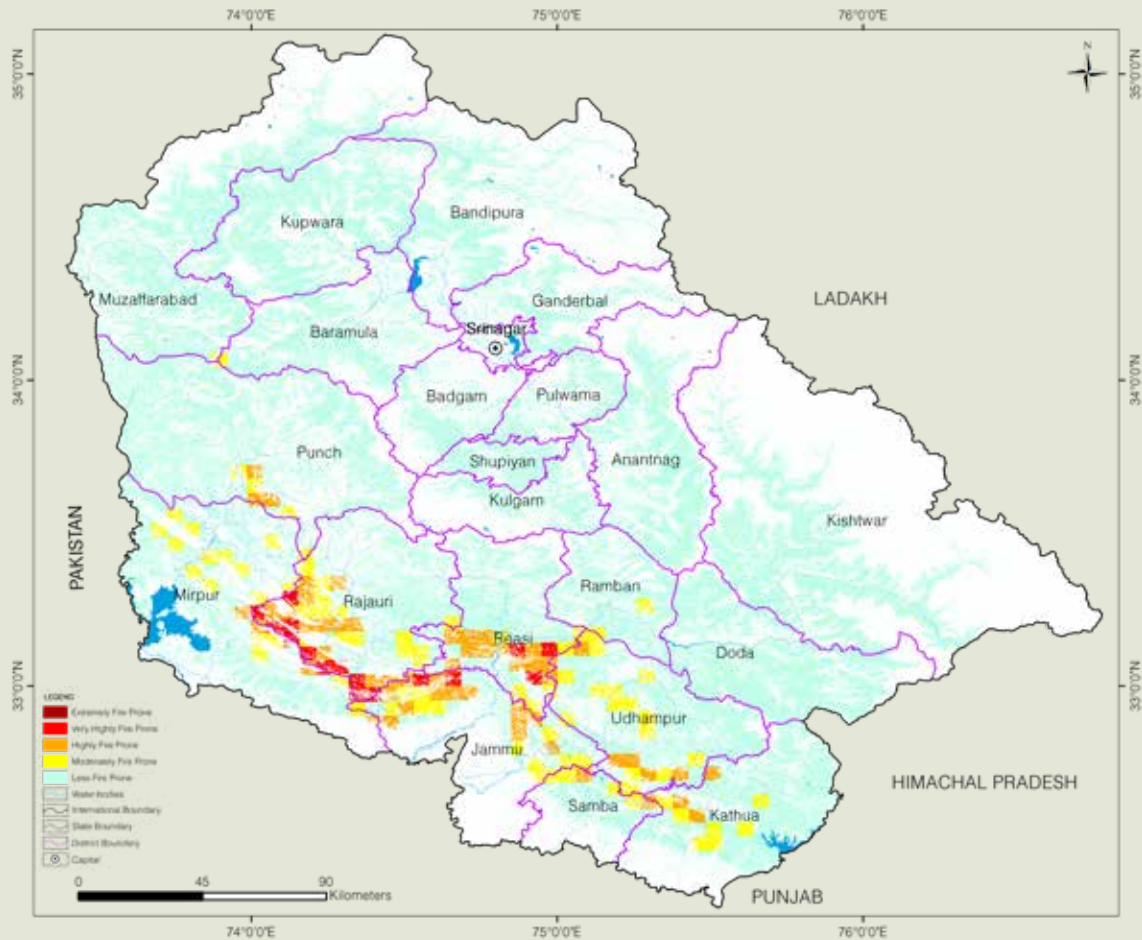 74°0'0"E 75°0'0"E 76°0'0"E
35°0'0"N 35°0'0"N
N
Kupwara
Bandipura
Muzaffarabad
Ganderbal
LADAKH
Baramula
Srinagar
34°0'0"N 34°0'0"N
Badgam
Pulwama
Punch
Shupiyan
Anantnag
Kulgam
Kishtwar
PAKISTAN
Ramban
Mirpur
Rajauri
Reasi
Doda
33°0'0"N 33°0'0"N
Udhampur
Jammu
HIMACHAL PRADESH
Samba
Kathua
LEGEND
Extremely Fire Prone
Very Highly Fire Prone
Highly Fire Prone
Moderately Fire Prone
Less Fire Prone
Water-bodies
International Boundary
State Boundary
District Boundary
Capital
0 45 90
Kilometers
PUNJAB
74°0'0"E 75°0'0"E 76°0'0"E